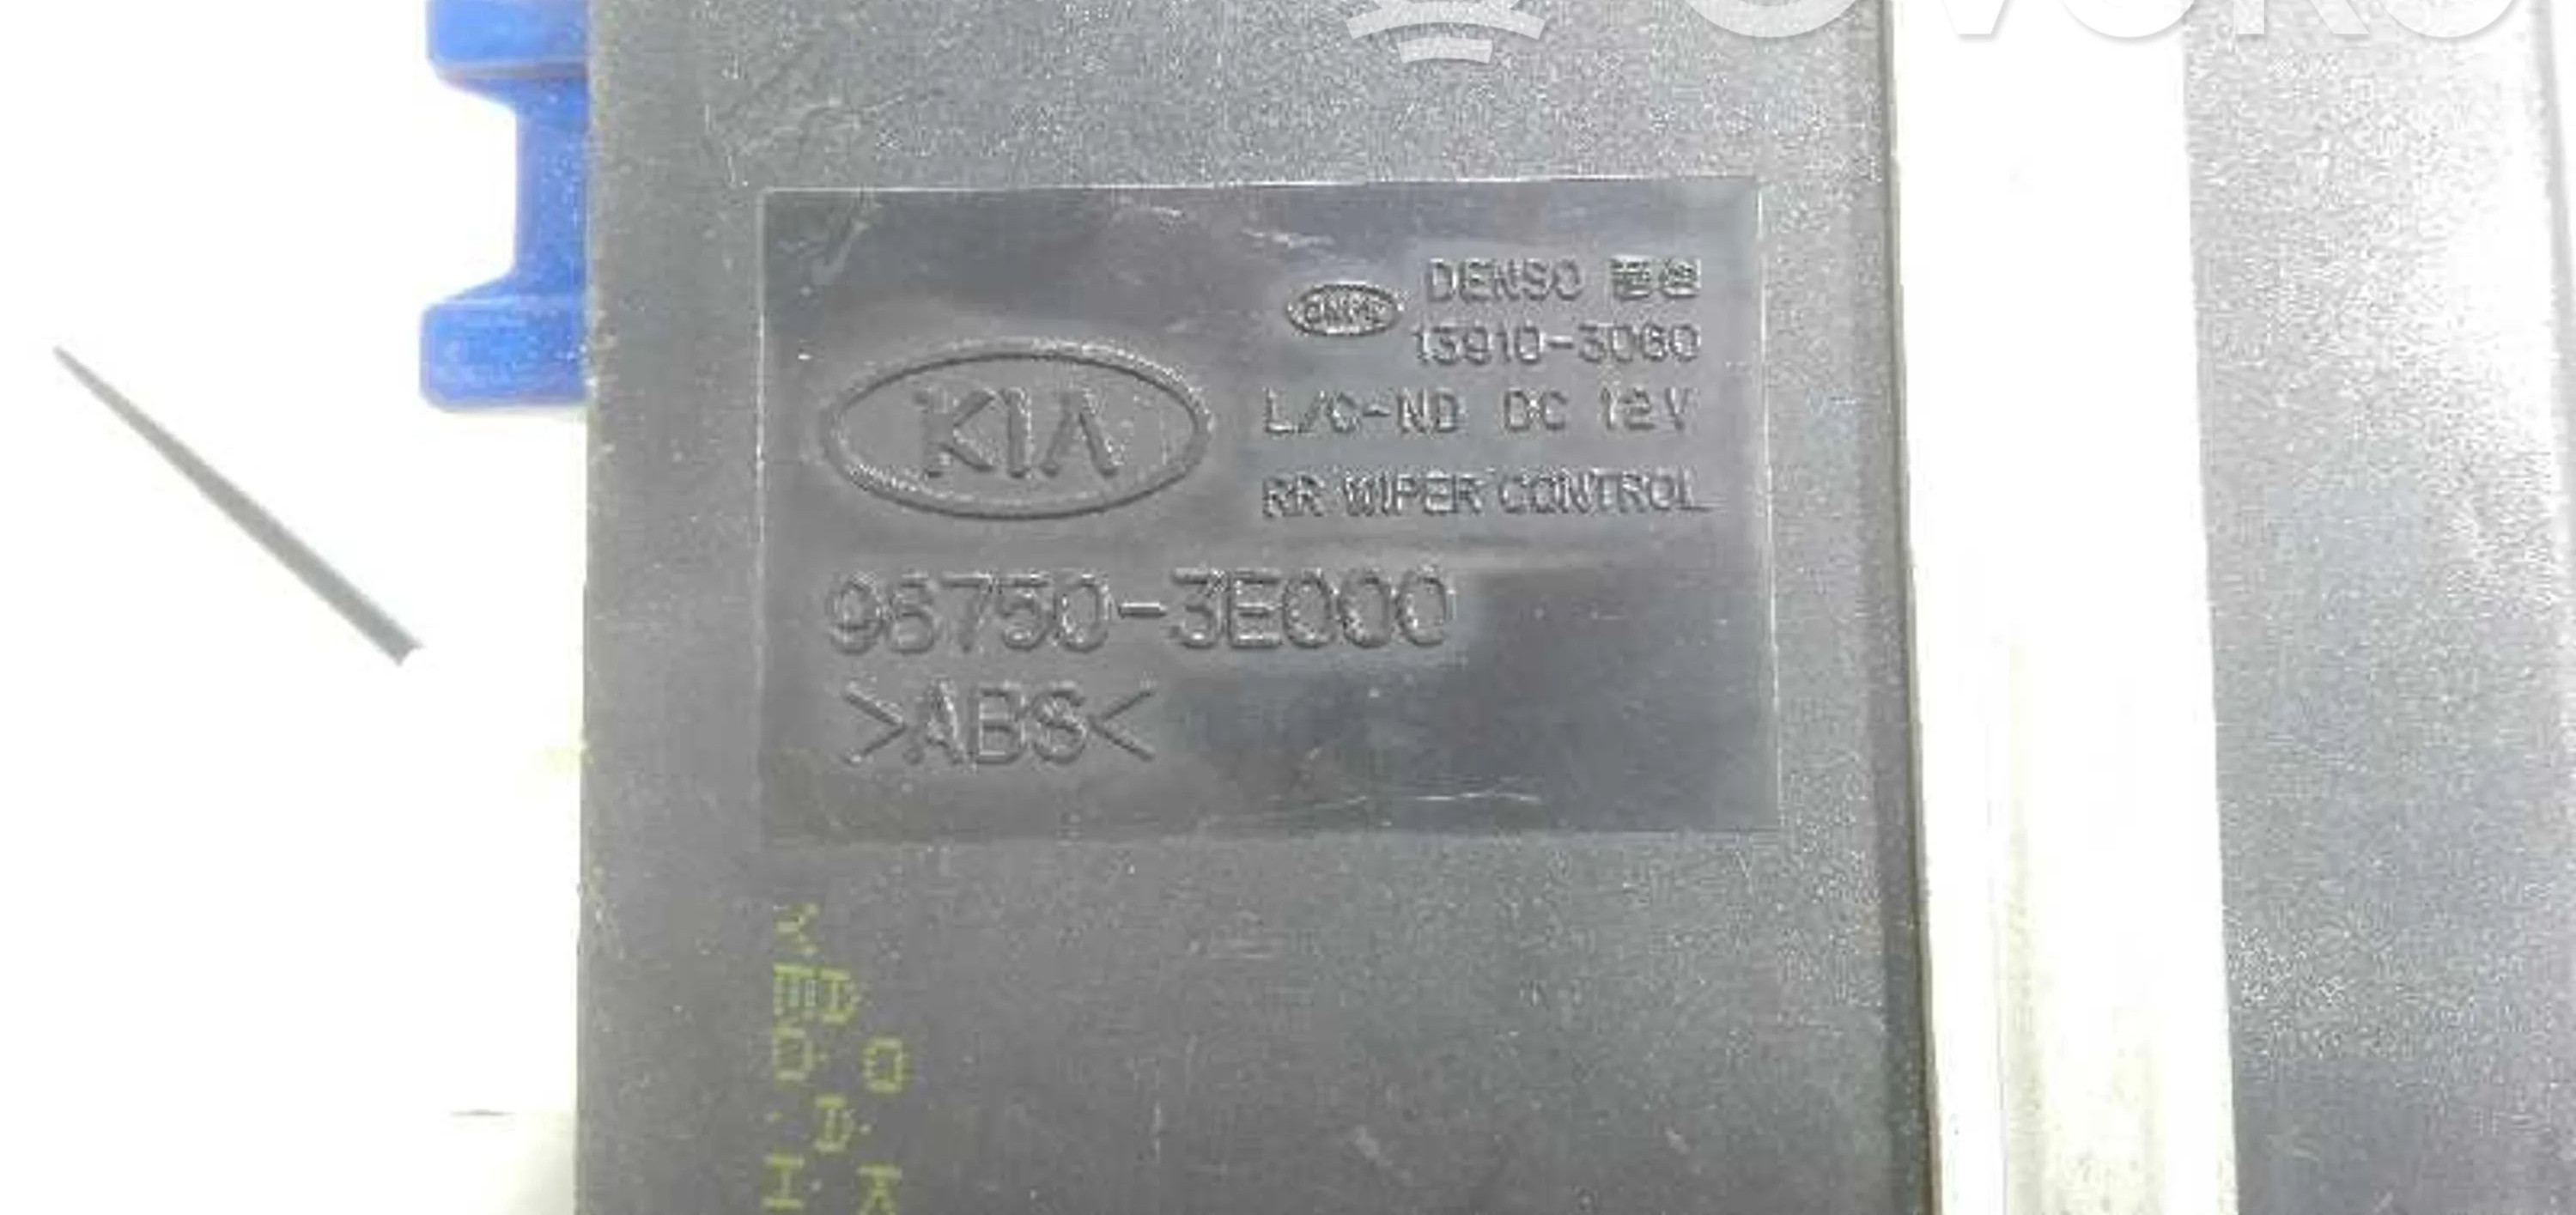 DENSO 풍성
13910-3060
KIA
L/C-ND DC 12V
RR WIPER CONTROL
96750-3E000
>ABS<